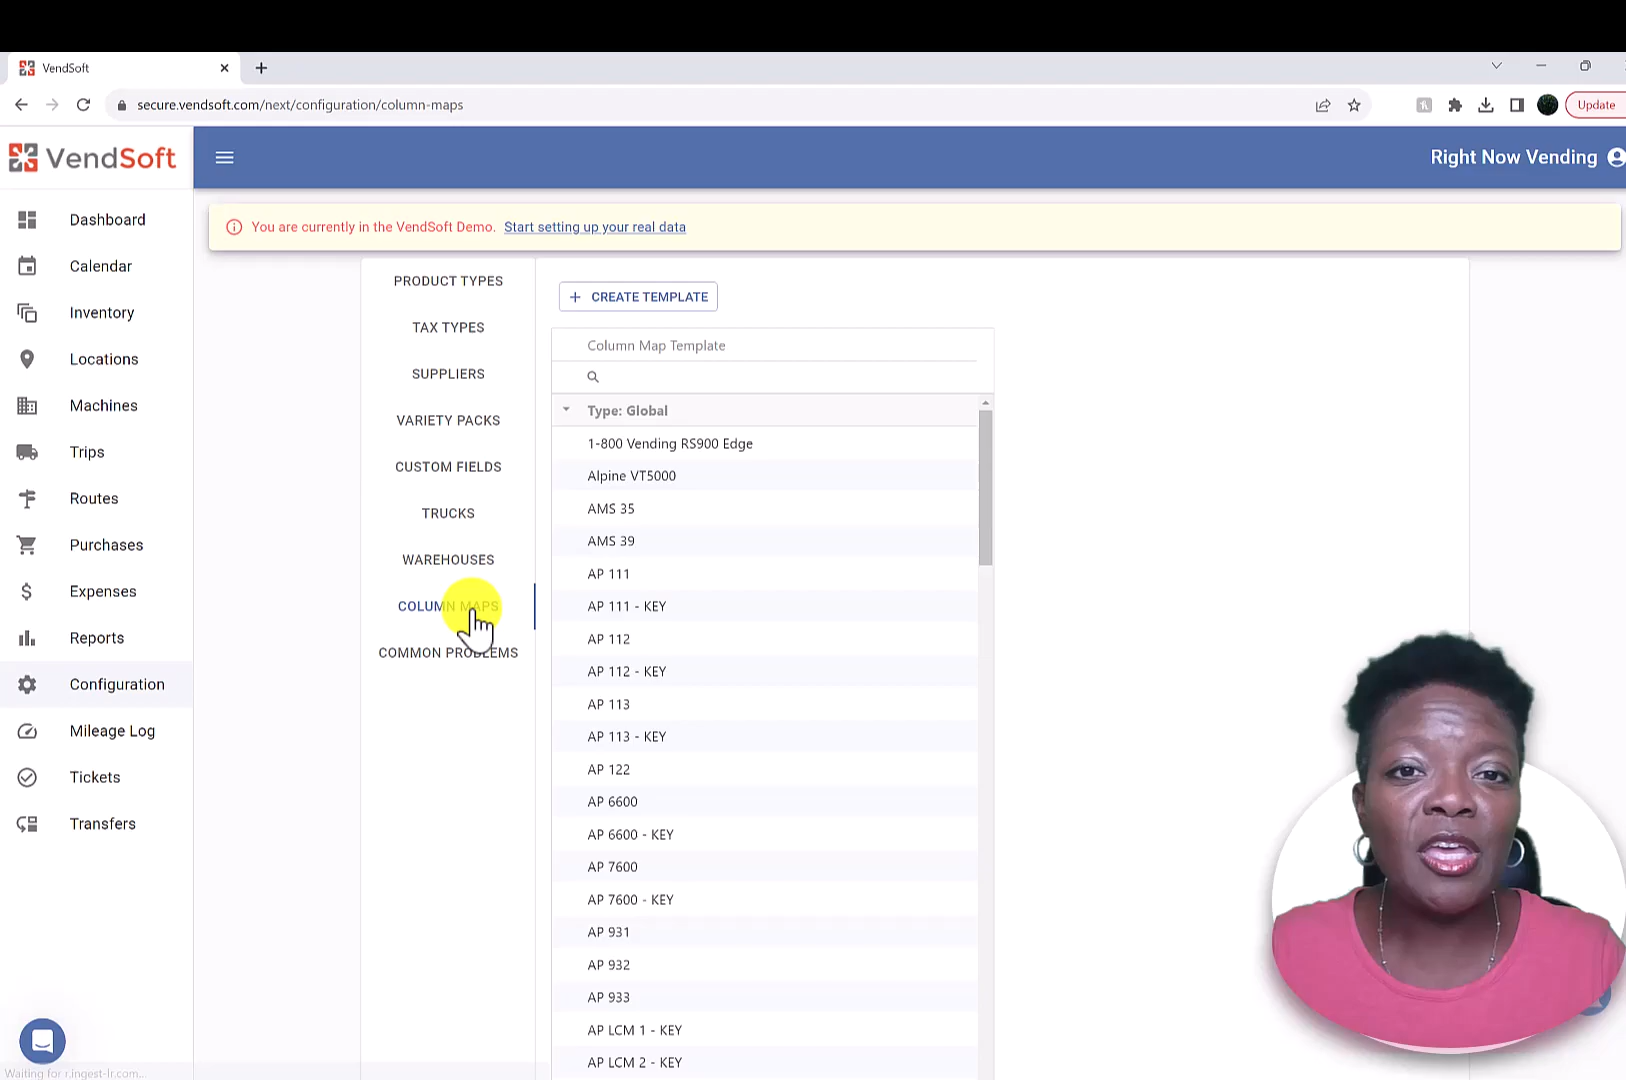 VendSoft
secure.vendsoft.com/next/configuration/column-maps
Update
VendSoft
Right Now Vending
You are currently in the VendSoft Demo. Start setting up your real data
Dashboard
Calendar
Inventory
Locations
Machines
Trips
Routes
Purchases
Expenses
Reports
Configuration
Mileage Log
Tickets
Transfers
PRODUCT TYPES
TAX TYPES
SUPPLIERS
VARIETY PACKS
CUSTOM FIELDS
TRUCKS
WAREHOUSES
COLUMN MAPS
COMMON PROBLEMS
+ CREATE TEMPLATE
Column Map Template
Type: Global
1-800 Vending RS900 Edge
Alpine VT5000
AMS 35
AMS 39
AP 111
AP 111 - KEY
AP 112
AP 112 - KEY
AP 113
AP 113 - KEY
AP 122
AP 6600
AP 6600 - KEY
AP 7600
AP 7600 - KEY
AP 931
AP 932
AP 933
AP LCM 1 - KEY
AP LCM 2 - KEY
Waiting for r.ingest-lr.com...